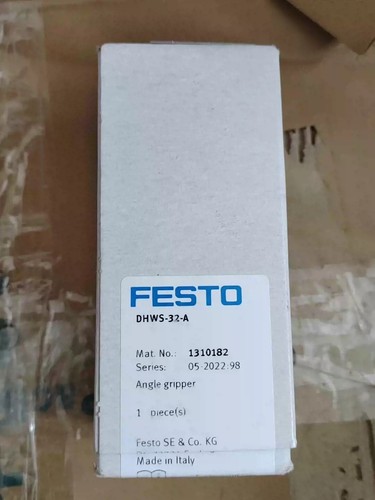 FESTO
DHWS-32-A
Mat. No.: 1310182
Series: 05-2022.98
Angle gripper
1 piece(s)
Festo SE & Co. KG
Made in Italy